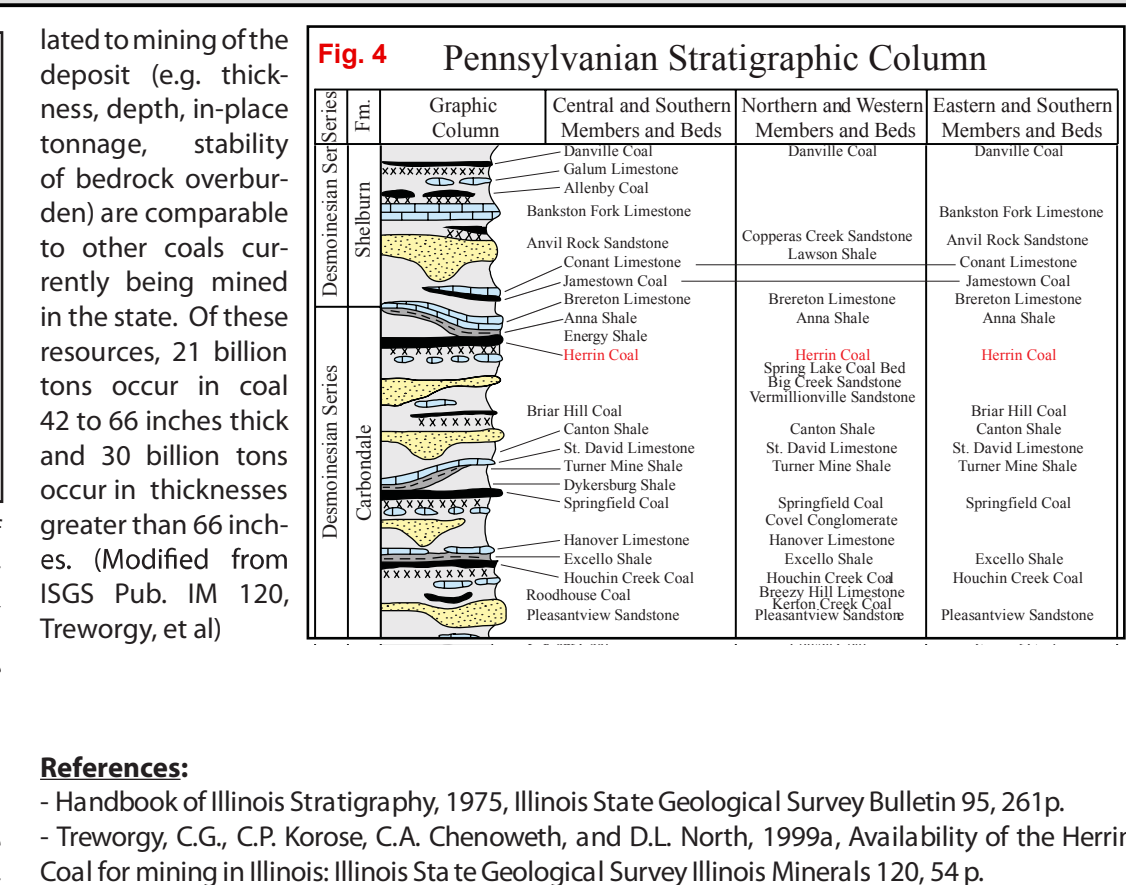 lated to mining of the
deposit (e.g. thick-
ness, depth, in-place
tonnage, stability
of bedrock overbur-
den) are comparable
to other coals cur-
rently being mined
in the state. Of these
resources, 21 billion
tons occur in coal
42 to 66 inches thick
and 30 billion tons
occur in thicknesses
greater than 66 inch-
es. (Modified from
ISGS Pub. IM 120,
Treworgy, et al)
Fig. 4 Pennsylvanian Stratigraphic Column
Series
Fm.
Graphic
Column
Central and Southern
Members and Beds
Northern and Western
Members and Beds
Eastern and Southern
Members and Beds
Desmoinesian Ser
Shelburn
Desmoinesian Series
Carbondale
Danville Coal
Galum Limestone
Allenby Coal
Bankston Fork Limestone
Anvil Rock Sandstone
Conant Limestone
Jamestown Coal
Brereton Limestone
Anna Shale
Energy Shale
Herrin Coal
Briar Hill Coal
Canton Shale
St. David Limestone
Turner Mine Shale
Dykersburg Shale
Springfield Coal
Hanover Limestone
Excello Shale
Houchin Creek Coal
Roodhouse Coal
Pleasantview Sandstone
Danville Coal
Copperas Creek Sandstone
Lawson Shale
Brereton Limestone
Anna Shale
Herrin Coal
Spring Lake Coal Bed
Big Creek Sandstone
Vermillionville Sandstone
Canton Shale
St. David Limestone
Turner Mine Shale
Springfield Coal
Covel Conglomerate
Hanover Limestone
Excello Shale
Houchin Creek Coal
Breezy Hill Limestone
Kerton Creek Coal
Pleasantview Sandstone
Danville Coal
Bankston Fork Limestone
Anvil Rock Sandstone
Conant Limestone
Jamestown Coal
Brereton Limestone
Anna Shale
Herrin Coal
Briar Hill Coal
Canton Shale
St. David Limestone
Turner Mine Shale
Springfield Coal
Excello Shale
Houchin Creek Coal
Pleasantview Sandstone
References:
- Handbook of Illinois Stratigraphy, 1975, Illinois State Geological Survey Bulletin 95, 261p.
- Treworgy, C.G., C.P. Korose, C.A. Chenoweth, and D.L. North, 1999a, Availability of the Herrin
Coal for mining in Illinois: Illinois State Geological Survey Illinois Minerals 120, 54 p.